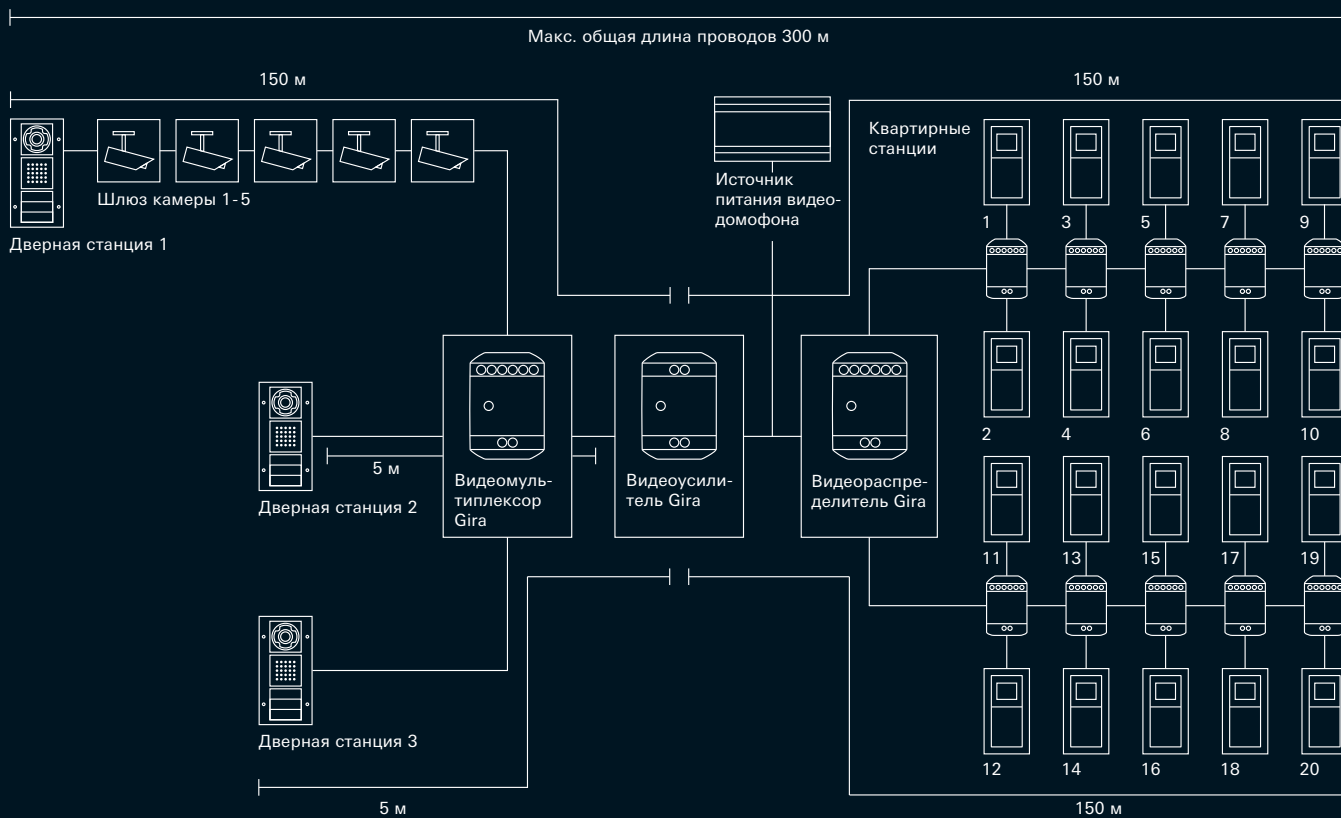 Макс. общая длина проводов 300 м
150 м
150 м
Шлюз камеры 1-5
Дверная станция 1
Источник
питания видео-
домофона
Квартирные
станции
1
3
5
7
9
2
4
6
8
10
Дверная станция 2
5 м
Видеомуль-
типлексор
Gira
Видеоусили-
тель Gira
Видеораспре-
делитель Gira
11
13
15
17
19
12
14
16
18
20
Дверная станция 3
5 м
150 м